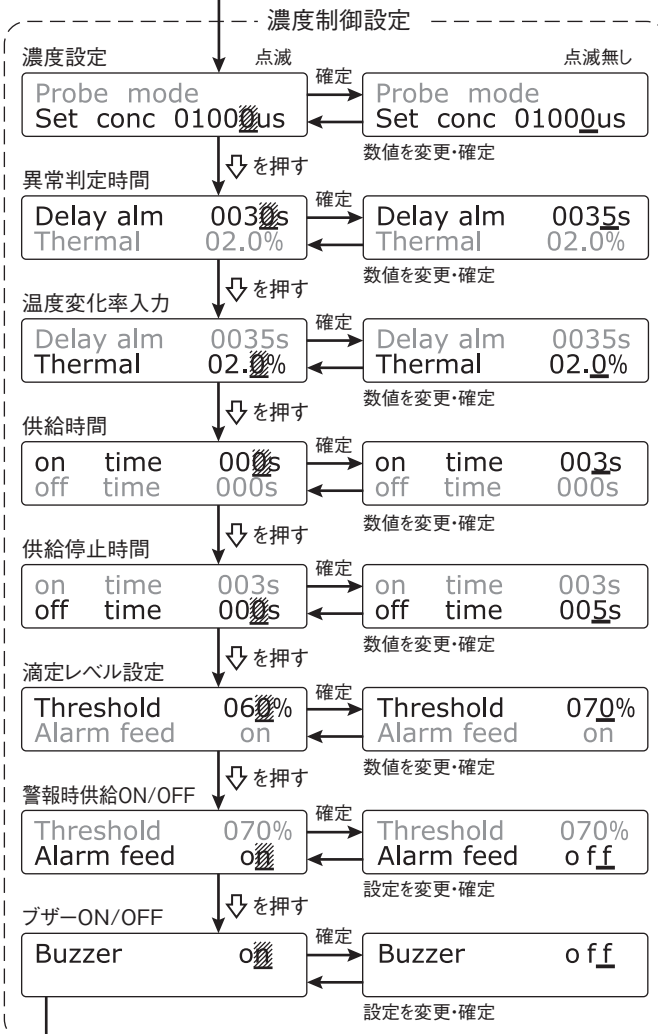 濃度制御設定
濃度設定 点滅 点滅無し
Probe mode 確定 Probe mode
Set conc 01000us Set conc 01000us
を押す 数値を変更・確定
異常判定時間
Delay alm 0030s 確定 Delay alm 0035s
Thermal 02.0% Thermal 02.0%
を押す 数値を変更・確定
温度変化率入力
Delay alm 0035s 確定 Delay alm 0035s
Thermal 02.0% Thermal 02.0%
を押す 数値を変更・確定
供給時間
on time 000s 確定 on time 003s
off time 000s off time 000s
を押す 数値を変更・確定
供給停止時間
on time 003s 確定 on time 003s
off time 000s off time 005s
を押す 数値を変更・確定
滴定レベル設定
Threshold 060% 確定 Threshold 070%
Alarm feed on Alarm feed on
を押す 数値を変更・確定
警報時供給ON/OFF
Threshold 070% 確定 Threshold 070%
Alarm feed on Alarm feed off
を押す 設定を変更・確定
ブザーON/OFF
Buzzer on 確定 Buzzer off
設定を変更・確定